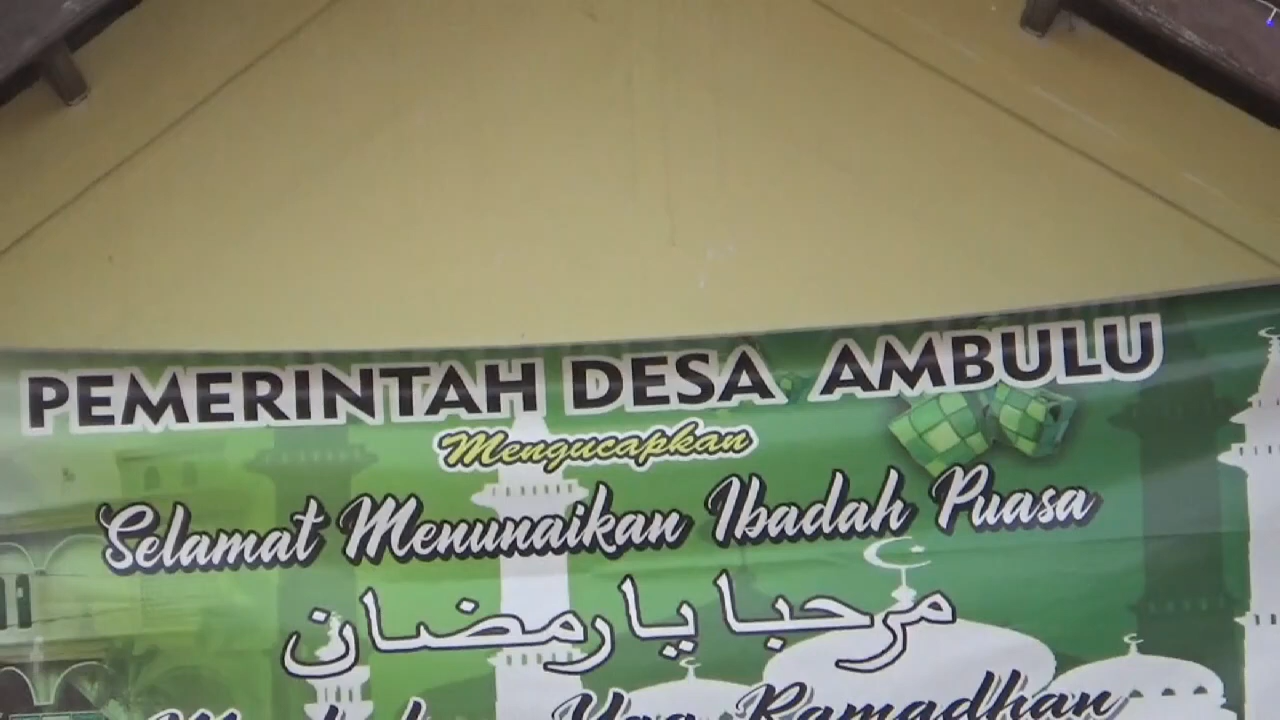 PEMERINTAH DESA AMBULU
Mengucapkan
Selamat Menunaikan Ibadah Puasa
مرحبا يا رمضان
Ramadhan